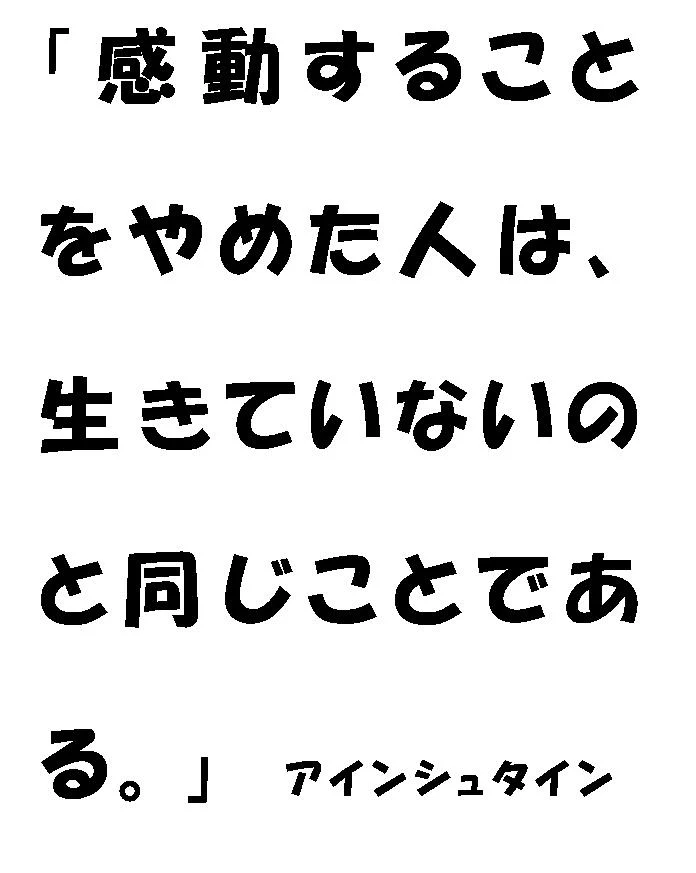 「感動すること
をやめた人は、
生きていないの
と同じことであ
る。」 アインシュタイン